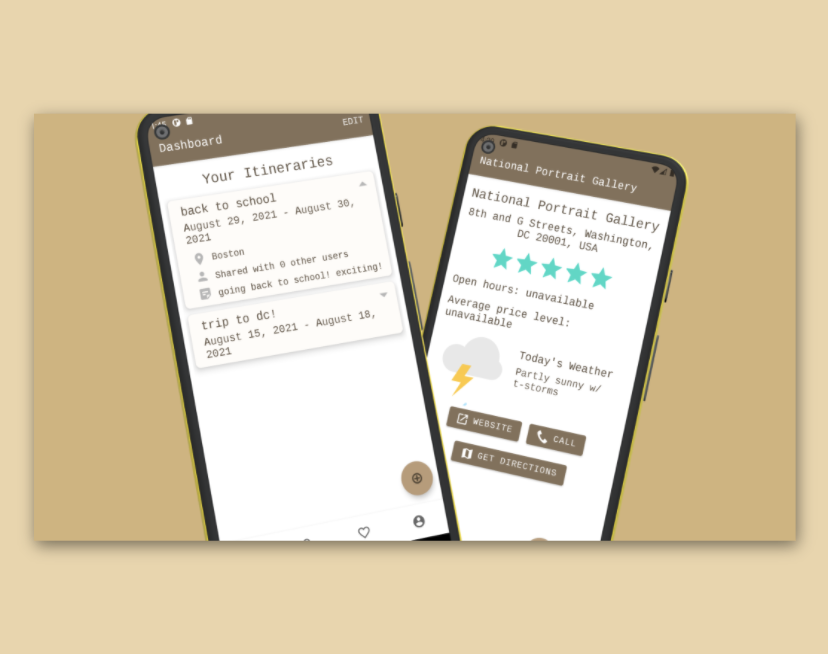 EDIT
Dashboard
Your Itineraries
back to school
August 29, 2021 - August 30,
2021
Boston
Shared with 0 other users
going back to school! exciting!
trip to dc!
August 15, 2021 - August 18,
2021
National Portrait Gallery
National Portrait Gallery
8th and G Streets, Washington,
DC 20001, USA
Open hours: unavailable
Average price level:
unavailable
Today's Weather
Partly sunny w/
t-storms
WEBSITE
CALL
GET DIRECTIONS